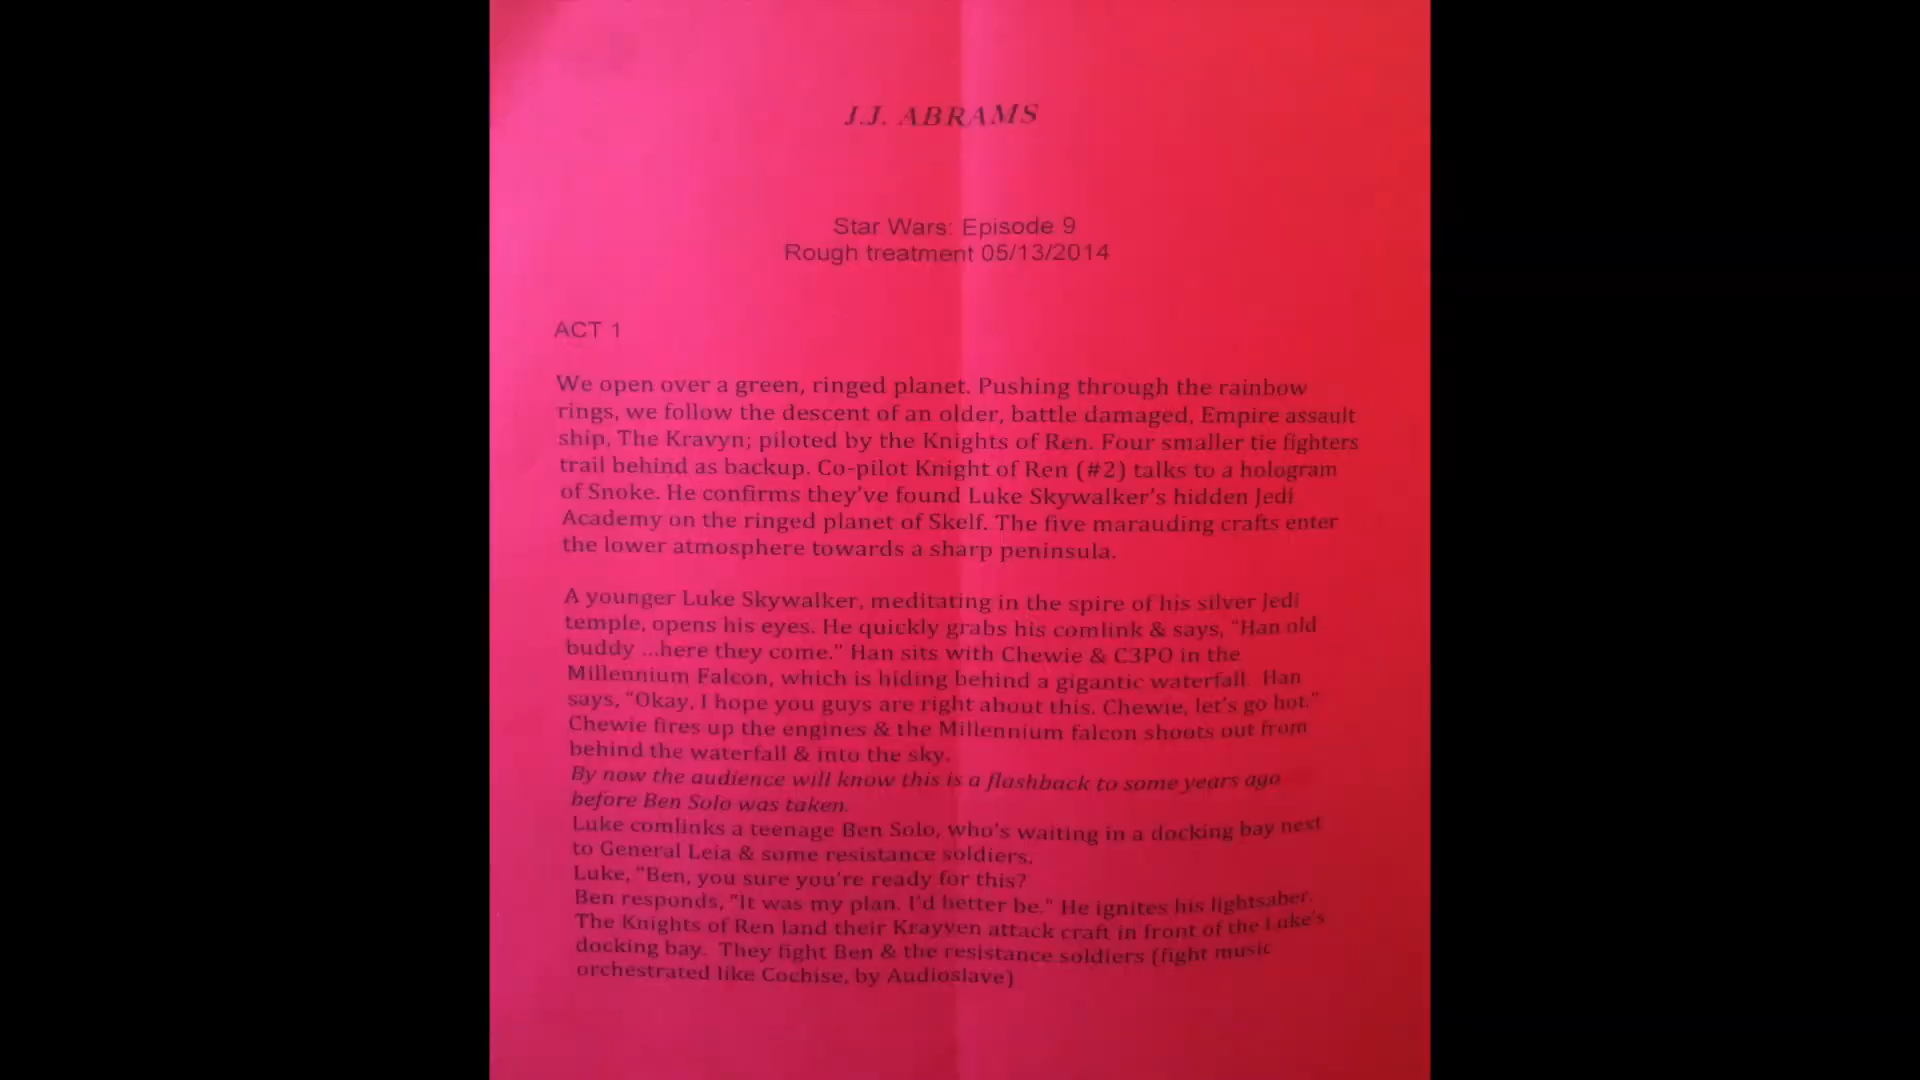 J.J. ABRAMS
Star Wars: Episode 9
Rough treatment 05/13/2014
ACT 1
We open over a green, ringed planet. Pushing through the rainbow
rings, we follow the descent of an older, battle damaged, Empire assault
ship, The Kravyn; piloted by the Knights of Ren. Four smaller tie fighters
trail behind as backup. Co-pilot Knight of Ren (#2) talks to a hologram
of Snoke. He confirms they've found Luke Skywalker's hidden Jedi
Academy on the ringed planet of Skelf. The five marauding crafts enter
the lower atmosphere towards a sharp peninsula.
A younger Luke Skywalker, meditating in the spire of his silver Jedi
temple, opens his eyes. He quickly grabs his comlink & says, "Han old
buddy ...here they come." Han sits with Chewie & C3PO in the
Millennium Falcon, which is hiding behind a gigantic waterfall. Han
says, "Okay, I hope you guys are right about this. Chewie, let's go hot."
Chewie fires up the engines & the Millennium falcon shoots out from
behind the waterfall & into the sky.
By now the audience will know this is a flashback to some years ago
before Ben Solo was taken.
Luke comlinks a teenage Ben Solo, who's waiting in a docking bay next
to General Leia & some resistance soldiers.
Luke, "Ben, you sure you're ready for this?
Ben responds, "It was my plan. I'd better be." He ignites his lightsaber.
The Knights of Ren land their Krayven attack craft in front of the Luke's
docking bay. They fight Ben & the resistance soldiers (fight music
orchestrated like Cochise, by Audioslave)